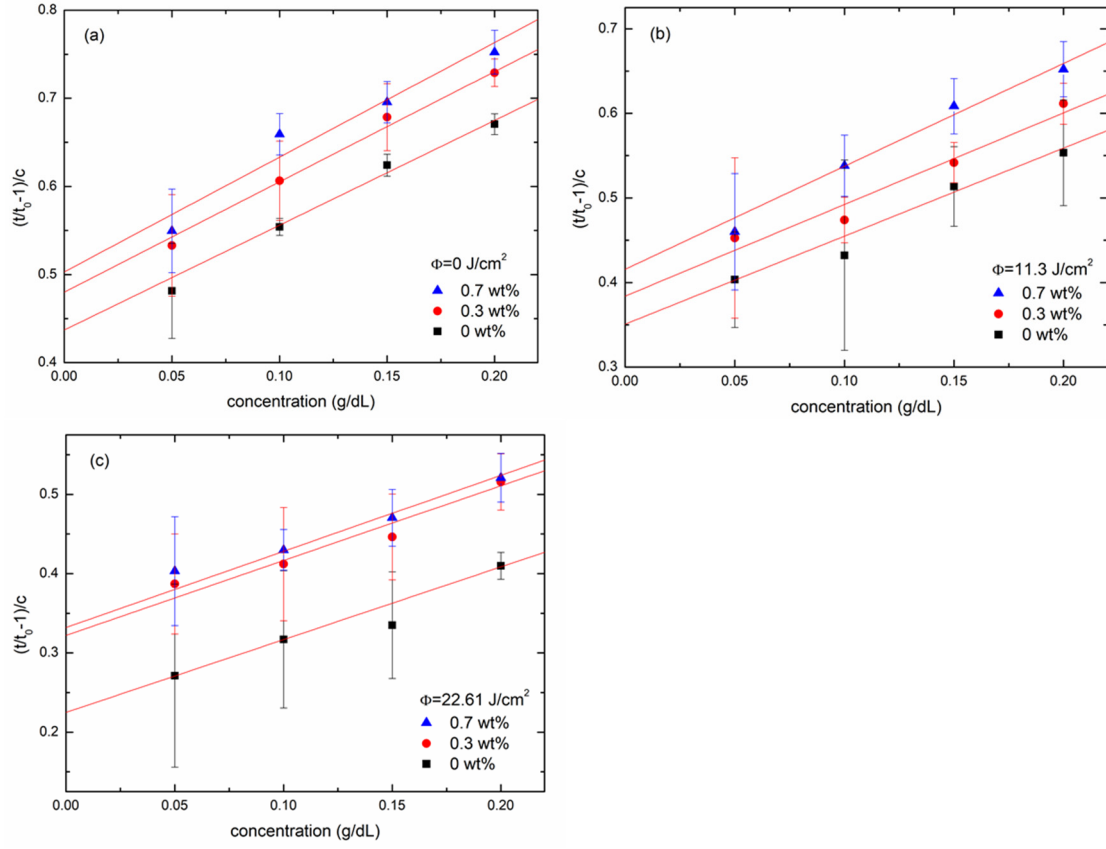 (a)
(t/t₀-1)/c
0.8
0.7
0.6
0.5
0.4
Φ=0 J/cm²
0.7 wt%
0.3 wt%
0 wt%
0.00 0.05 0.10 0.15 0.20
concentration (g/dL)
(b)
(t/t₀-1)/c
0.7
0.6
0.5
0.4
0.3
Φ=11.3 J/cm²
0.7 wt%
0.3 wt%
0 wt%
0.00 0.05 0.10 0.15 0.20
concentration (g/dL)
(c)
(t/t₀-1)/c
0.5
0.4
0.3
0.2
Φ=22.61 J/cm²
0.7 wt%
0.3 wt%
0 wt%
0.00 0.05 0.10 0.15 0.20
concentration (g/dL)